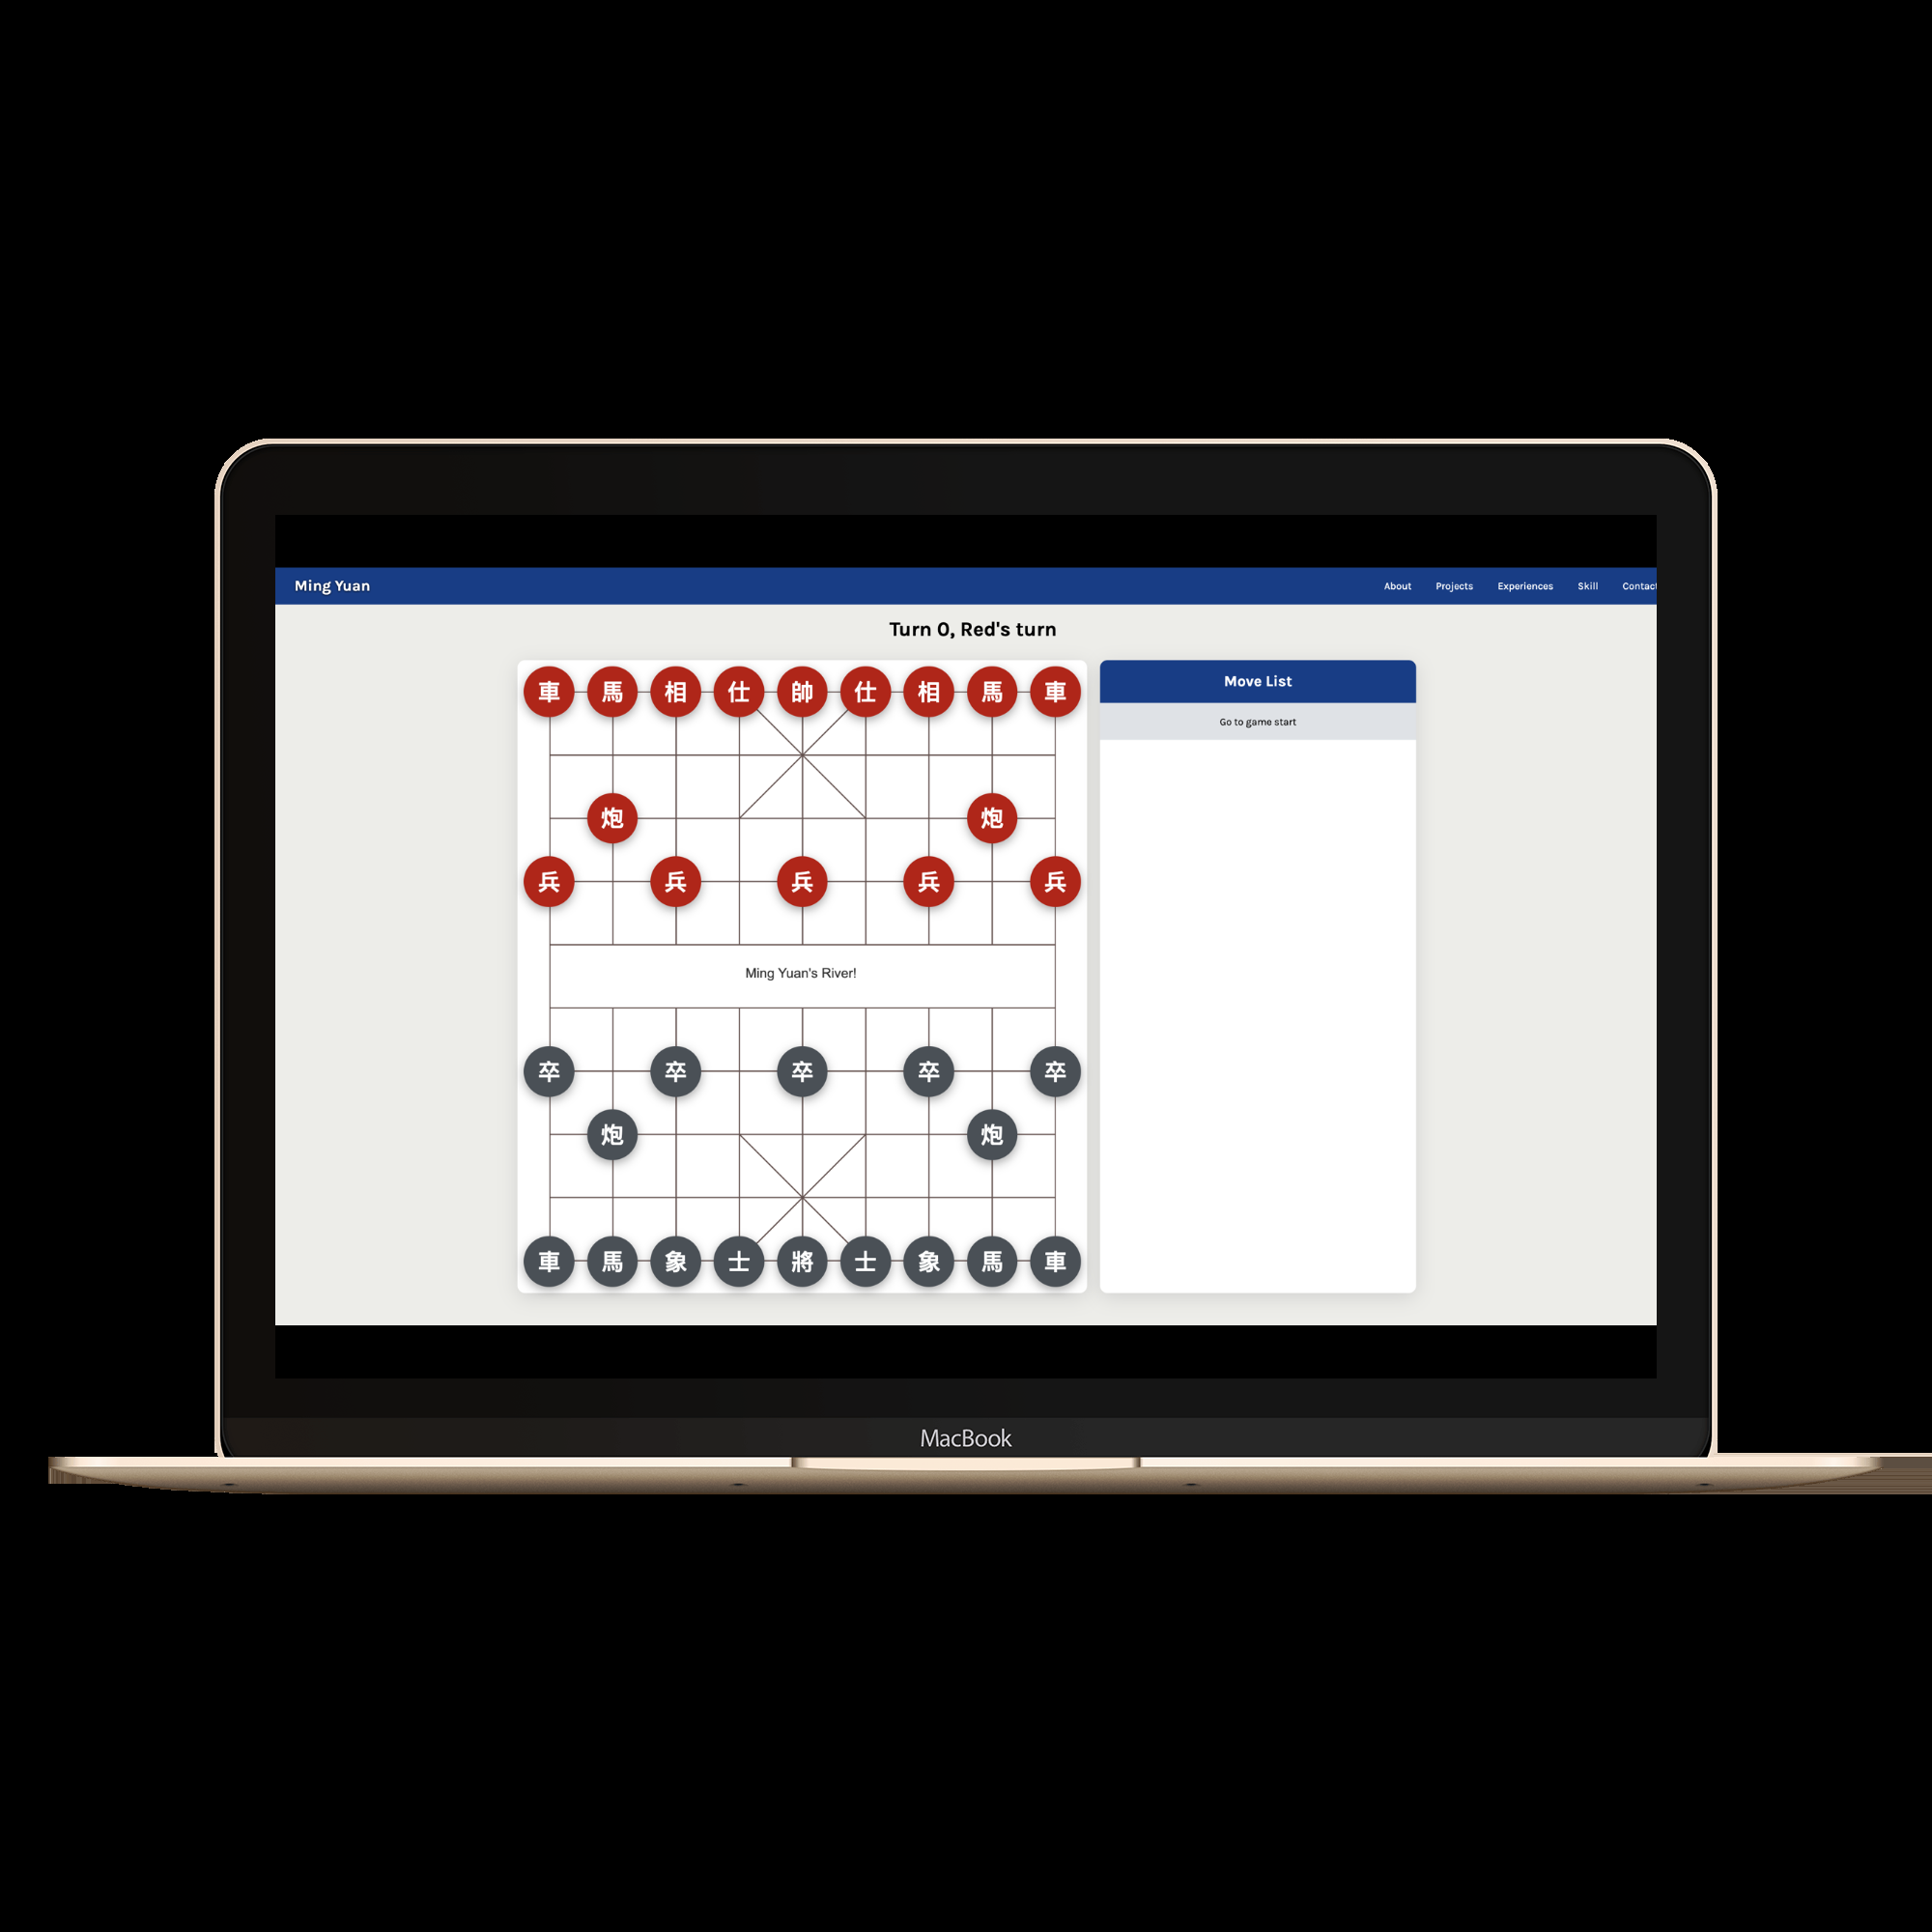 Ming Yuan
About Projects Experiences Skill Contact
Turn 0, Red's turn
車 馬 相 仕 帥 仕 相 馬 車
炮 炮
兵 兵 兵 兵 兵
Ming Yuan's River!
卒 卒 卒 卒 卒
炮 炮
車 馬 象 士 將 士 象 馬 車
Move List
Go to game start
MacBook